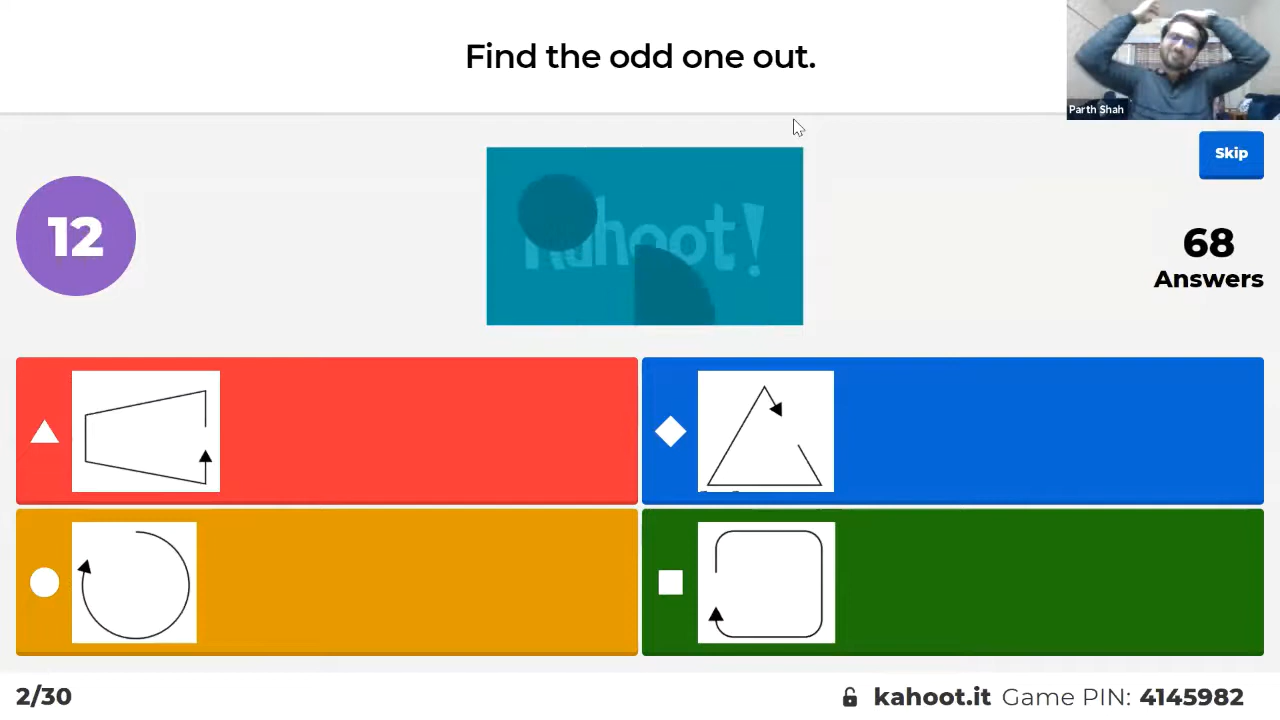 Find the odd one out.
Parth Shah
Skip
12
Kahoot!
68
Answers
2/30
kahoot.it Game PIN: 4145982